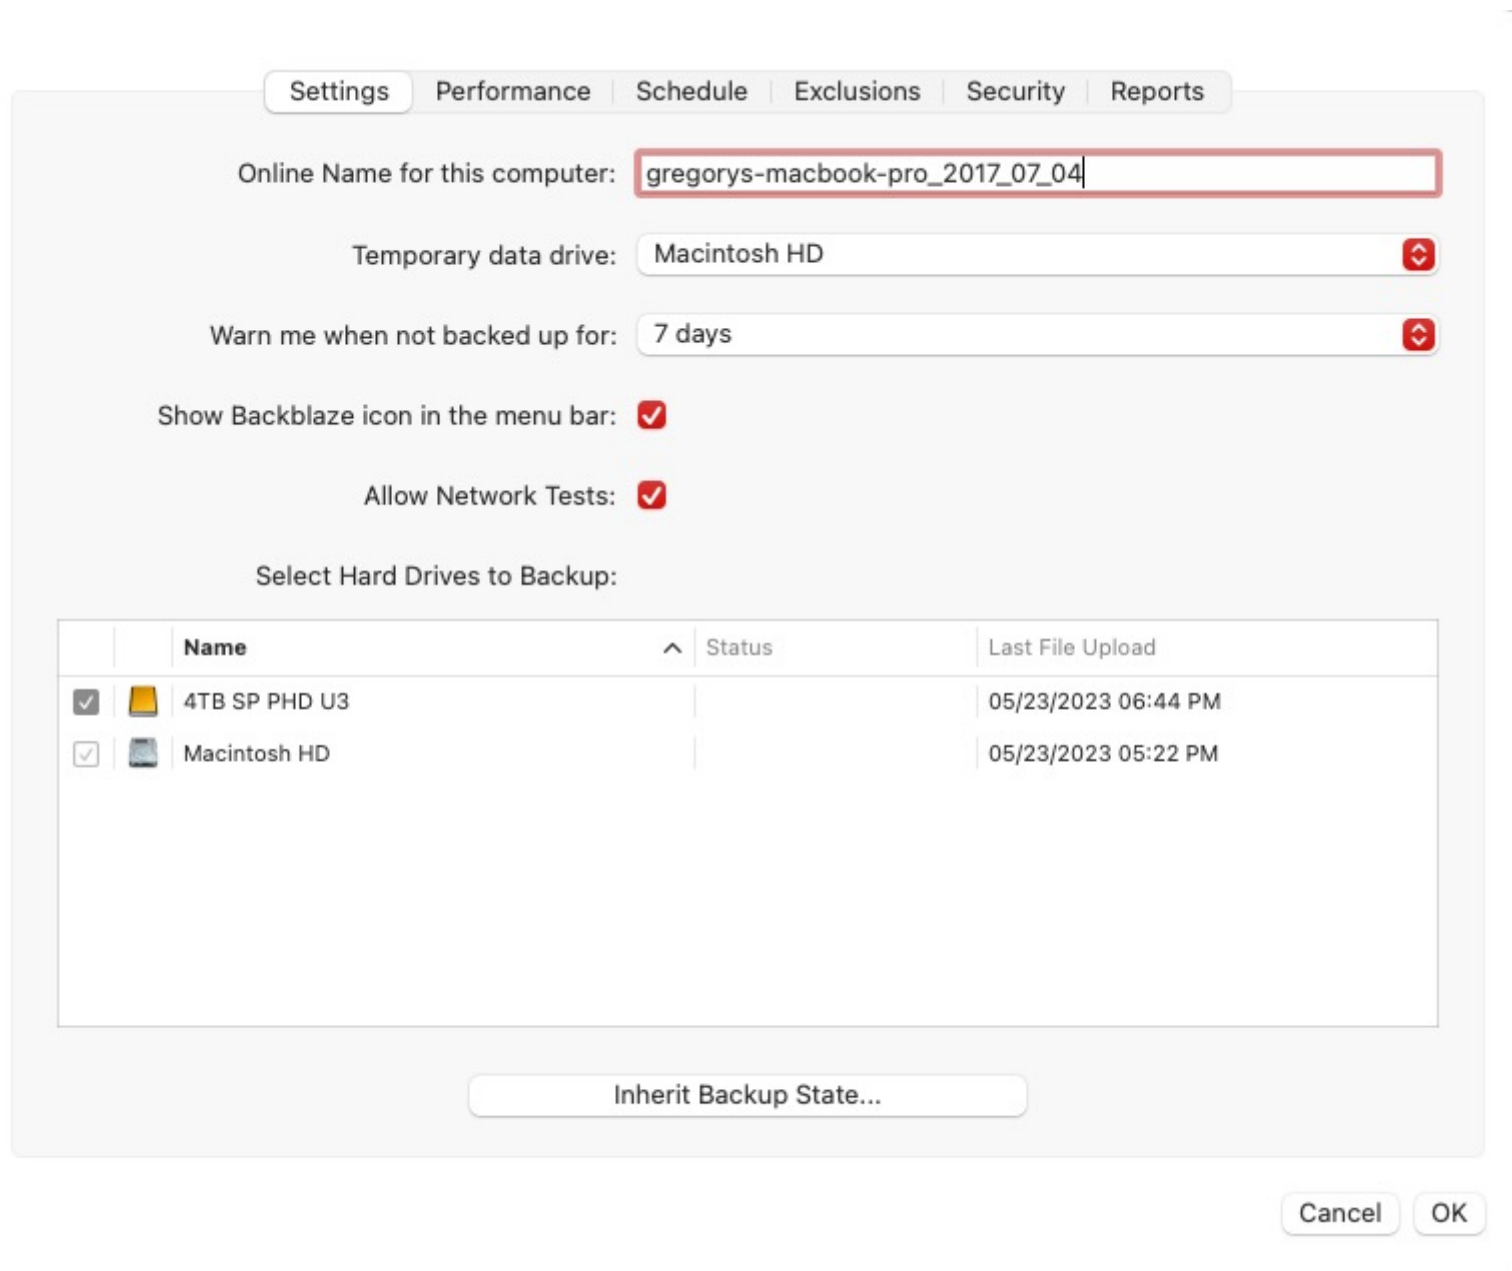 Settings Performance Schedule Exclusions Security Reports
Online Name for this computer: gregorys-macbook-pro_2017_07_04
Temporary data drive: Macintosh HD
Warn me when not backed up for: 7 days
Show Backblaze icon in the menu bar:
Allow Network Tests:
Select Hard Drives to Backup:
Name Status Last File Upload
4TB SP PHD U3 05/23/2023 06:44 PM
Macintosh HD 05/23/2023 05:22 PM
Inherit Backup State...
Cancel OK